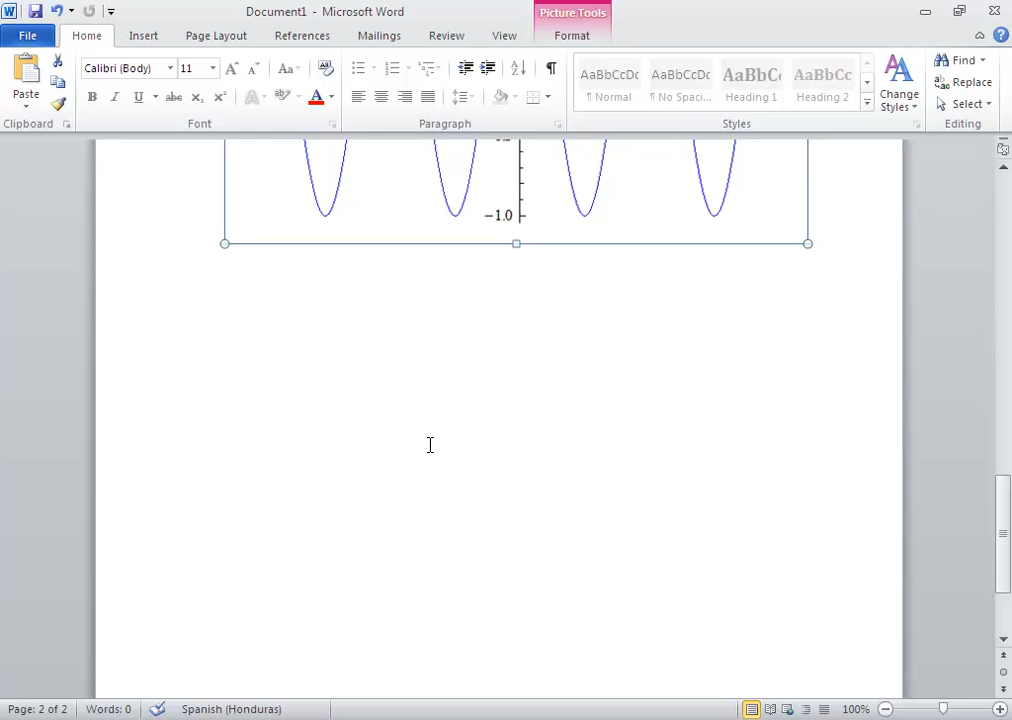 Document1 - Microsoft Word
Picture Tools
File
Home
Insert
Page Layout
References
Mailings
Review
View
Format
Paste
Calibri (Body)
11
Clipboard
Font
Paragraph
AaBbCcDc
¶ Normal
AaBbCcDc
¶ No Spaci...
AaBbC
Heading 1
AaBbCc
Heading 2
Change
Styles
Styles
Find
Replace
Select
Editing
−1.0
Page: 2 of 2
Words: 0
Spanish (Honduras)
100%